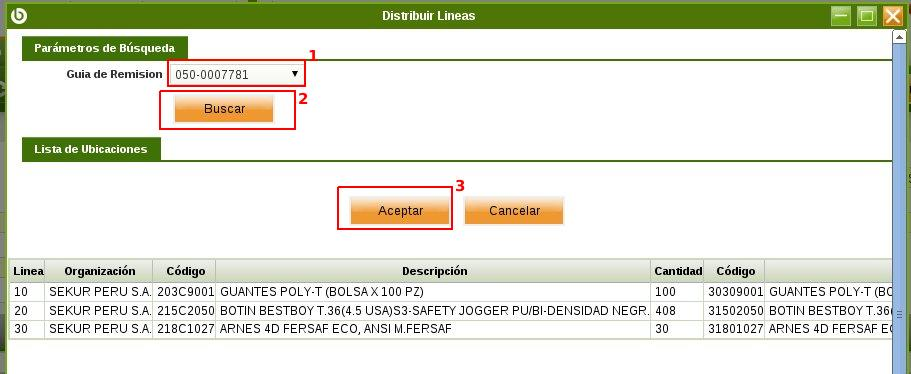 Distribuir Lineas
Parámetros de Búsqueda
1
Guia de Remision 050-0007781
Buscar 2
Lista de Ubicaciones
3
Aceptar Cancelar
Linea Organización Código Descripción Cantidad Código
10 SEKUR PERU S.A. 203C9001 GUANTES POLY-T (BOLSA X 100 PZ) 100 30309001 GUANTES POLY-T (BO
20 SEKUR PERU S.A. 215C2050 BOTIN BESTBOY T.36(4.5 USA)S3-SAFETY JOGGER PU/BI-DENSIDAD NEGR. 408 31502050 BOTIN BESTBOY T.36(
30 SEKUR PERU S.A. 218C1027 ARNES 4D FERSAF ECO, ANSI M.FERSAF 30 31801027 ARNES 4D FERSAF EC